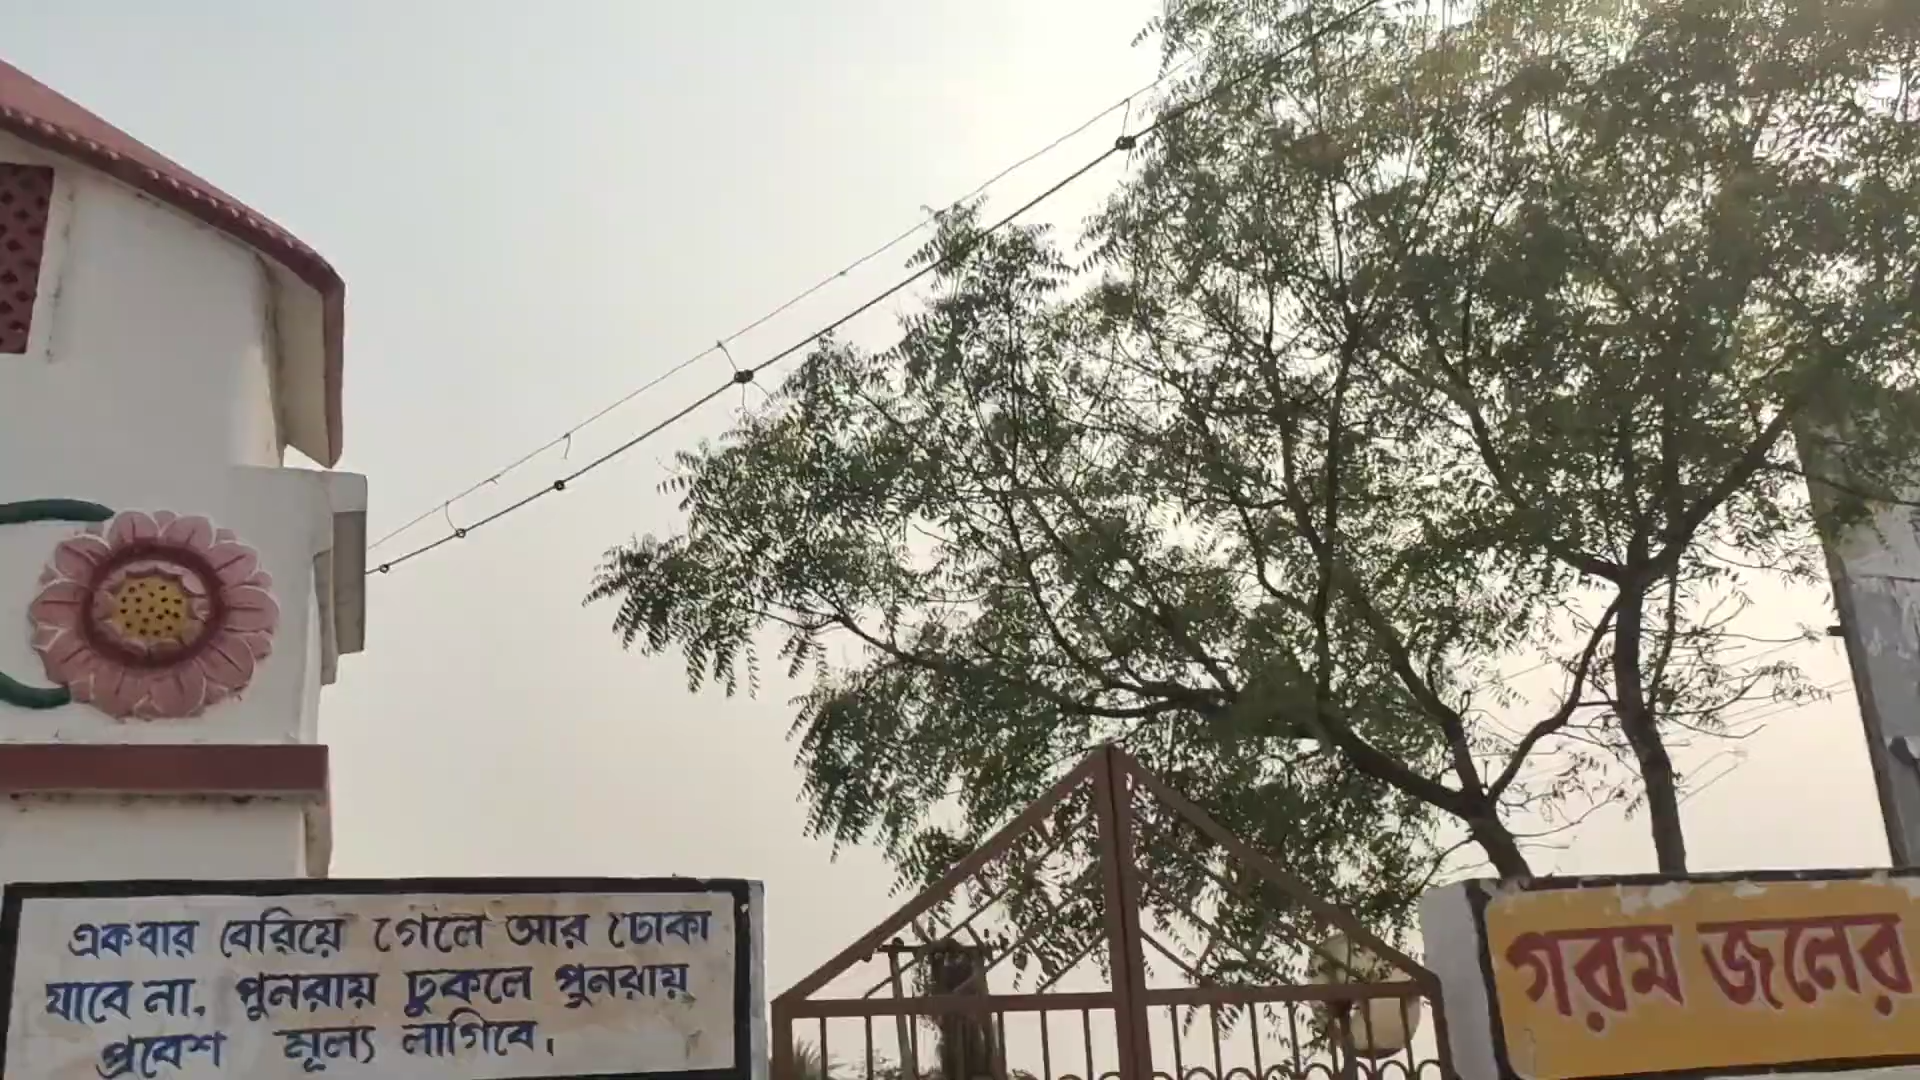 একবার বেরিয়ে গেলে আর ঢোকা
যাবে না. পুনরায় ঢুকলে পুনরায়
প্রবেশ মূল্য লাগিবে.
গরম জলের